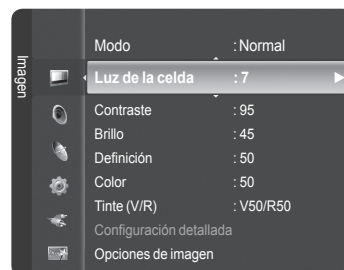 Imagen
Modo : Normal
Luz de la celda : 7
Contraste : 95
Brillo : 45
Definición : 50
Color : 50
Tinte (V/R) : V50/R50
Configuración detallada
Opciones de imagen